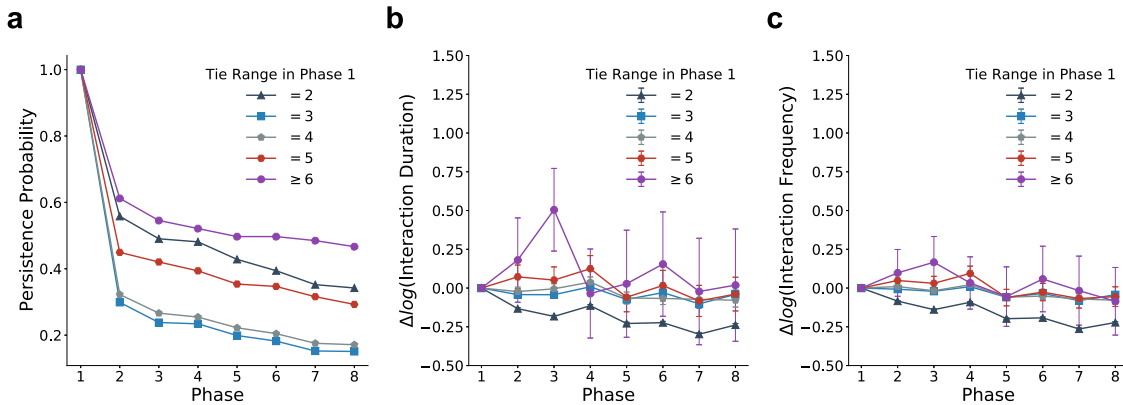 a
Persistence Probability
1.0
0.8
0.6
0.4
0.2
Tie Range in Phase 1
= 2
= 3
= 4
= 5
≥ 6
1 2 3 4 5 6 7 8
Phase
b
Δlog(Interaction Duration)
1.50
1.25
1.00
0.75
0.50
0.25
0.00
−0.25
−0.50
Tie Range in Phase 1
= 2
= 3
= 4
= 5
≥ 6
1 2 3 4 5 6 7 8
Phase
c
Δlog(Interaction Frequency)
1.50
1.25
1.00
0.75
0.50
0.25
0.00
−0.25
−0.50
Tie Range in Phase 1
= 2
= 3
= 4
= 5
≥ 6
1 2 3 4 5 6 7 8
Phase